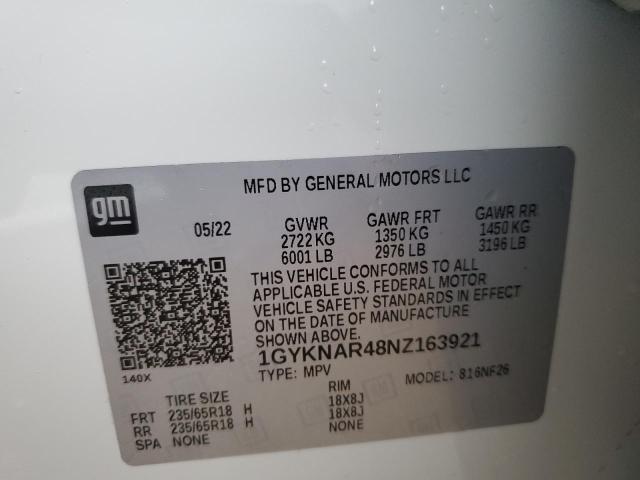 MFD BY GENERAL MOTORS LLC
gm
05/22
GVWR GAWR FRT GAWR RR
2722 KG 1350 KG 1450 KG
6001 LB 2976 LB 3196 LB
THIS VEHICLE CONFORMS TO ALL
APPLICABLE U.S. FEDERAL MOTOR
VEHICLE SAFETY STANDARDS IN EFFECT
ON THE DATE OF MANUFACTURE
SHOWN ABOVE.
1GYKNAR48NZ163921
140X
TYPE: MPV MODEL: 816NF26
TIRE SIZE RIM
FRT 235/65R18 H 18X8J
RR 235/65R18 H 18X8J
SPA NONE NONE